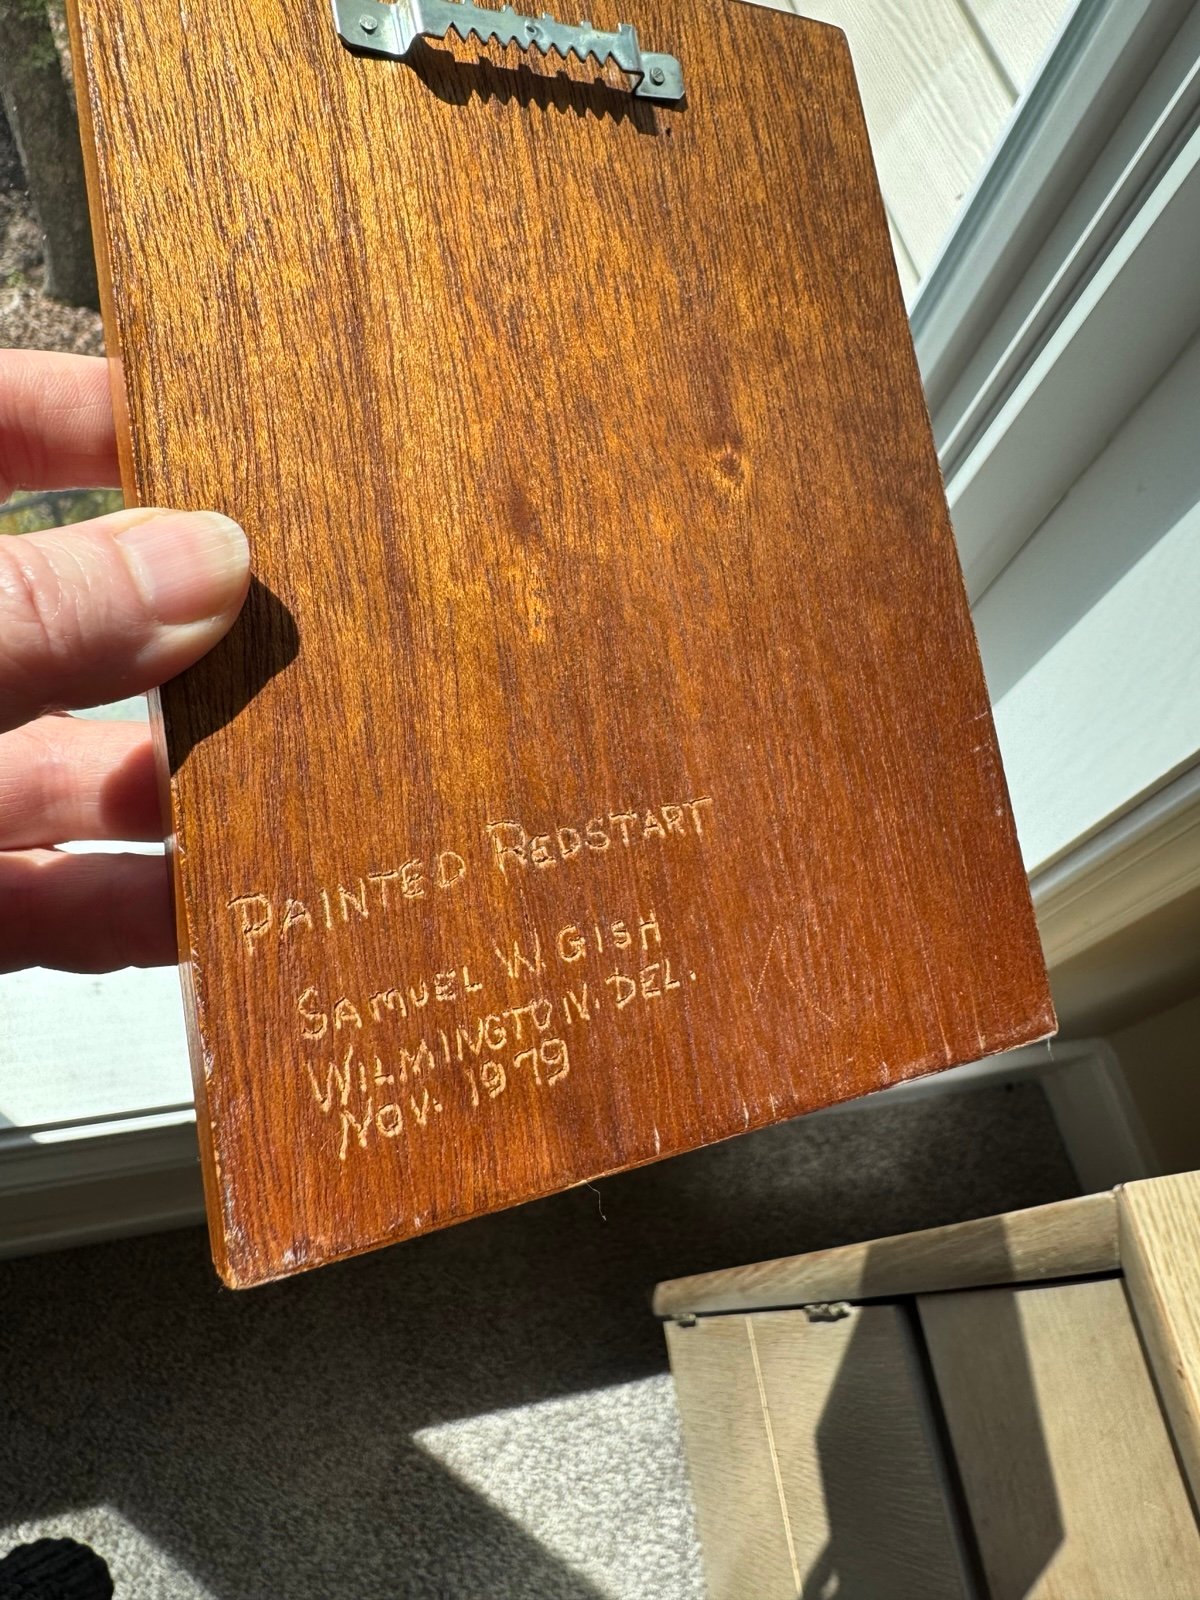 PAINTED REDSTART
SAMUEL W. GISH
WILMINGTON. DEL.
NOV. 1979